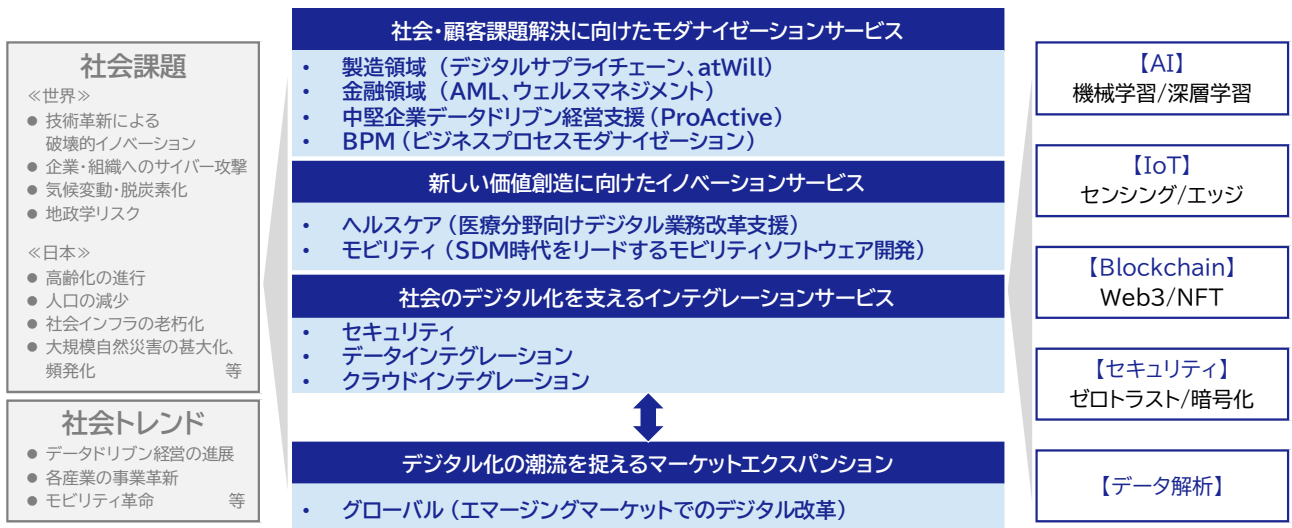 社会課題
≪世界≫
● 技術革新による
破壊的イノベーション
● 企業・組織へのサイバー攻撃
● 気候変動・脱炭素化
● 地政学リスク
≪日本≫
● 高齢化の進行
● 人口の減少
● 社会インフラの老朽化
● 大規模自然災害の甚大化、
頻発化 等
社会トレンド
● データドリブン経営の進展
● 各産業の事業革新
● モビリティ革命 等
社会・顧客課題解決に向けたモダナイゼーションサービス
・ 製造領域（デジタルサプライチェーン、atWill）
・ 金融領域（AML、ウェルスマネジメント）
・ 中堅企業データドリブン経営支援（ProActive）
・ BPM（ビジネスプロセスモダナイゼーション）
新しい価値創造に向けたイノベーションサービス
・ ヘルスケア（医療分野向けデジタル業務改革支援）
・ モビリティ（SDM時代をリードするモビリティソフトウェア開発）
社会のデジタル化を支えるインテグレーションサービス
・ セキュリティ
・ データインテグレーション
・ クラウドインテグレーション
デジタル化の潮流を捉えるマーケットエクスパンション
・ グローバル（エマージングマーケットでのデジタル改革）
【AI】
機械学習/深層学習
【IoT】
センシング/エッジ
【Blockchain】
Web3/NFT
【セキュリティ】
ゼロトラスト/暗号化
【データ解析】